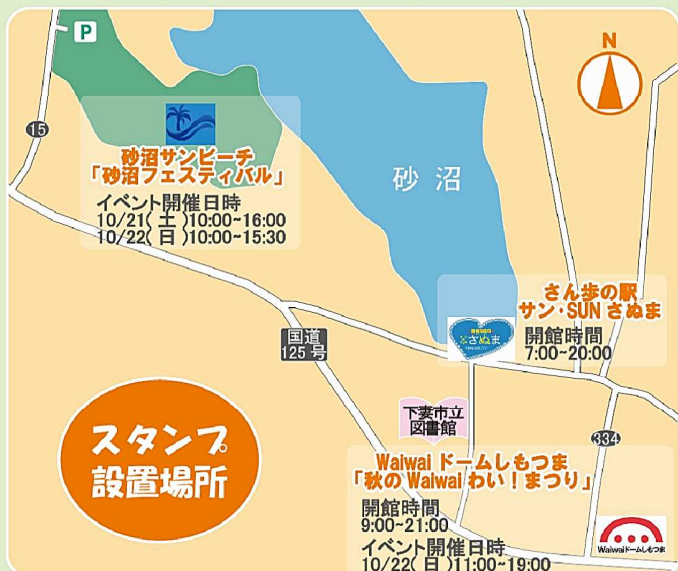 P
N
15
砂沼サンビーチ
「砂沼フェスティバル」
イベント開催日時
10/21( 土 )10:00~16:00
10/22( 日 )10:00~15:30
砂 沼
さん歩の駅
サン・SUN さぬま
開館時間
7:00~20:00
さぬま
国道
125 号
下妻市立
図書館
334
スタンプ
設置場所
Waiwai ドームしもつま
「秋の Waiwai わい！まつり」
開館時間
9:00~21:00
イベント開催日時
10/22( 日 )11:00~19:00
Waiwaiドームしもつま